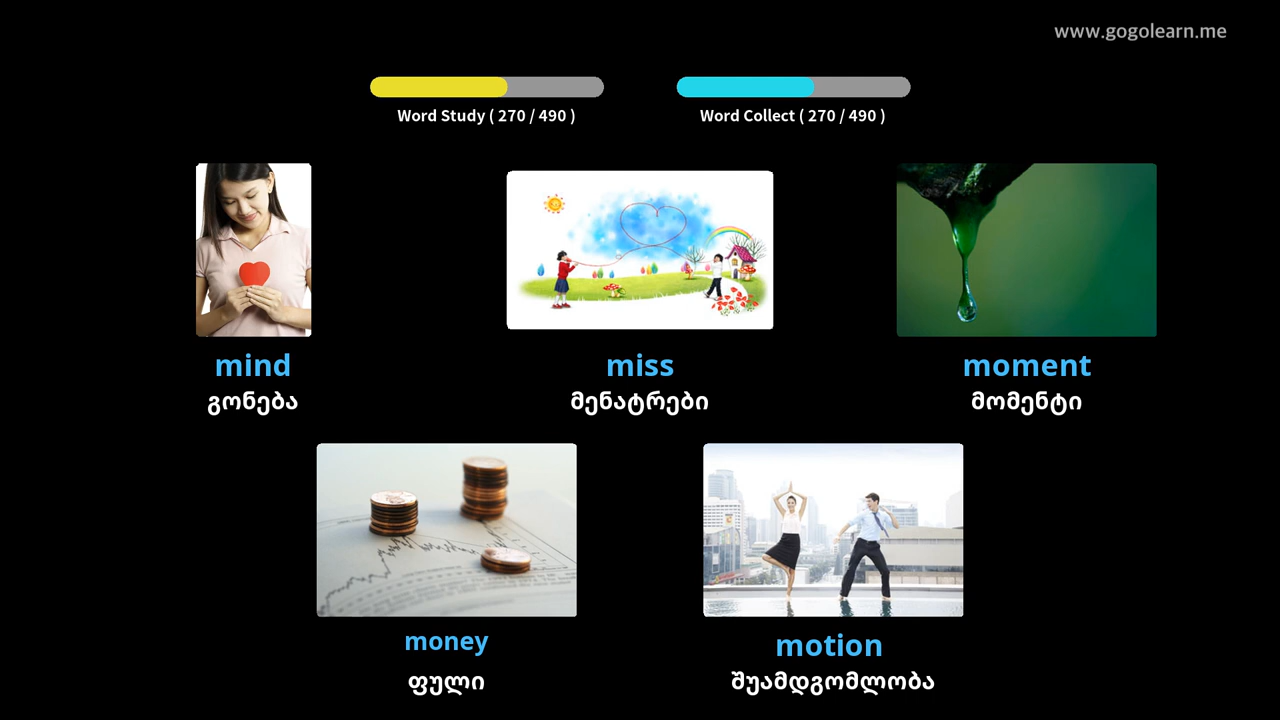 www.gogolearn.me
Word Study ( 270 / 490 )
Word Collect ( 270 / 490 )
mind
გონება
miss
მენატრები
moment
მომენტი
money
ფული
motion
შუამდგომლობა